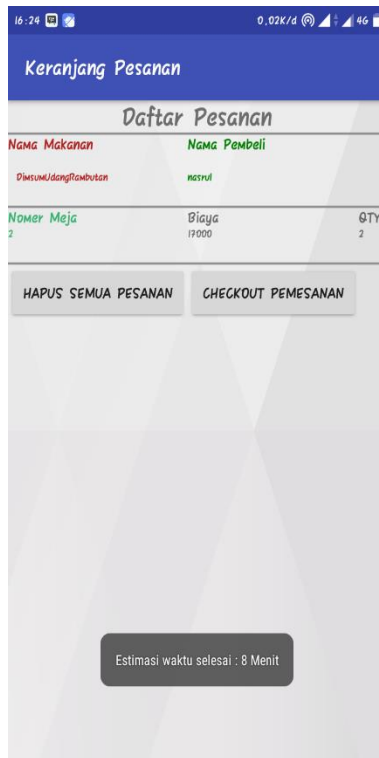 16:24 0,02K/d 4G
Keranjang Pesanan
Daftar Pesanan
Nama Makanan Nama Pembeli
DimsumUdangRambutan nasrul
Nomer Meja Biaya QTY
2 17000 2
HAPUS SEMUA PESANAN CHECKOUT PEMESANAN
Estimasi waktu selesai : 8 Menit